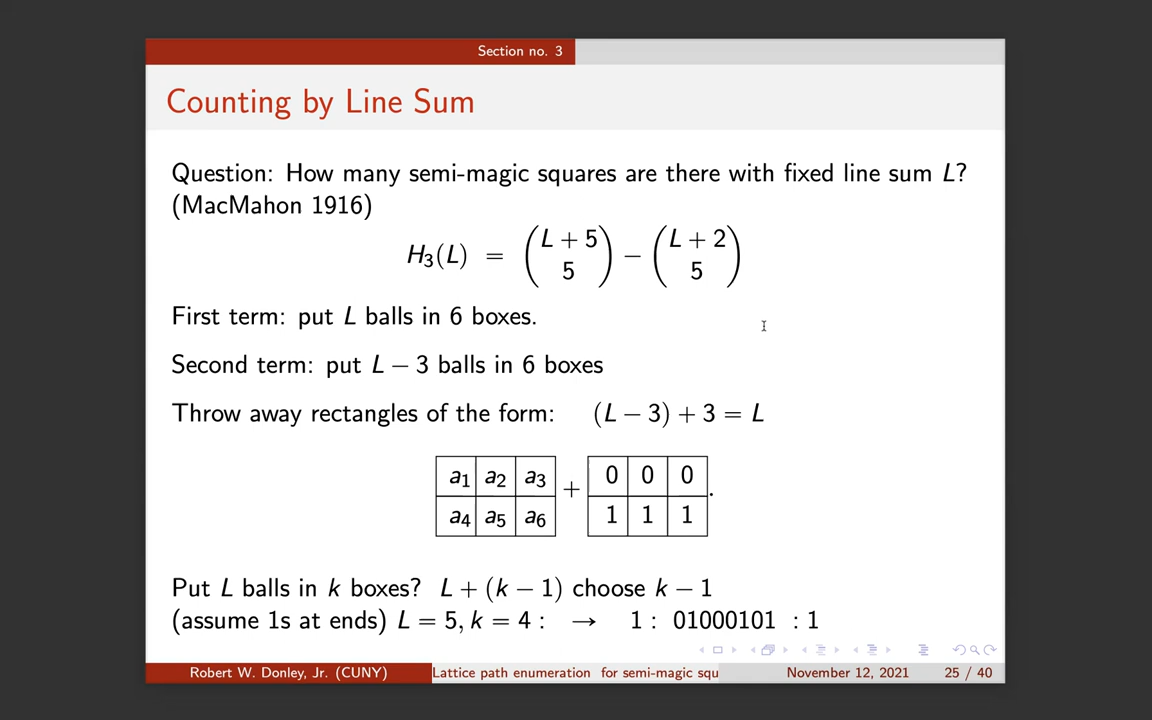 Section no. 3
Counting by Line Sum
Question: How many semi-magic squares are there with fixed line sum L?
(MacMahon 1916)
H₃(L) = (L + 5 5) − (L + 2 5)
First term: put L balls in 6 boxes.
Second term: put L − 3 balls in 6 boxes
Throw away rectangles of the form: (L − 3) + 3 = L
a₁ a₂ a₃ + 0 0 0
a₄ a₅ a₆ 1 1 1 .
Put L balls in k boxes? L + (k − 1) choose k − 1
(assume 1s at ends) L = 5, k = 4 : → 1 : 01000101 : 1
Robert W. Donley, Jr. (CUNY) Lattice path enumeration for semi-magic squ November 12, 2021 25 / 40